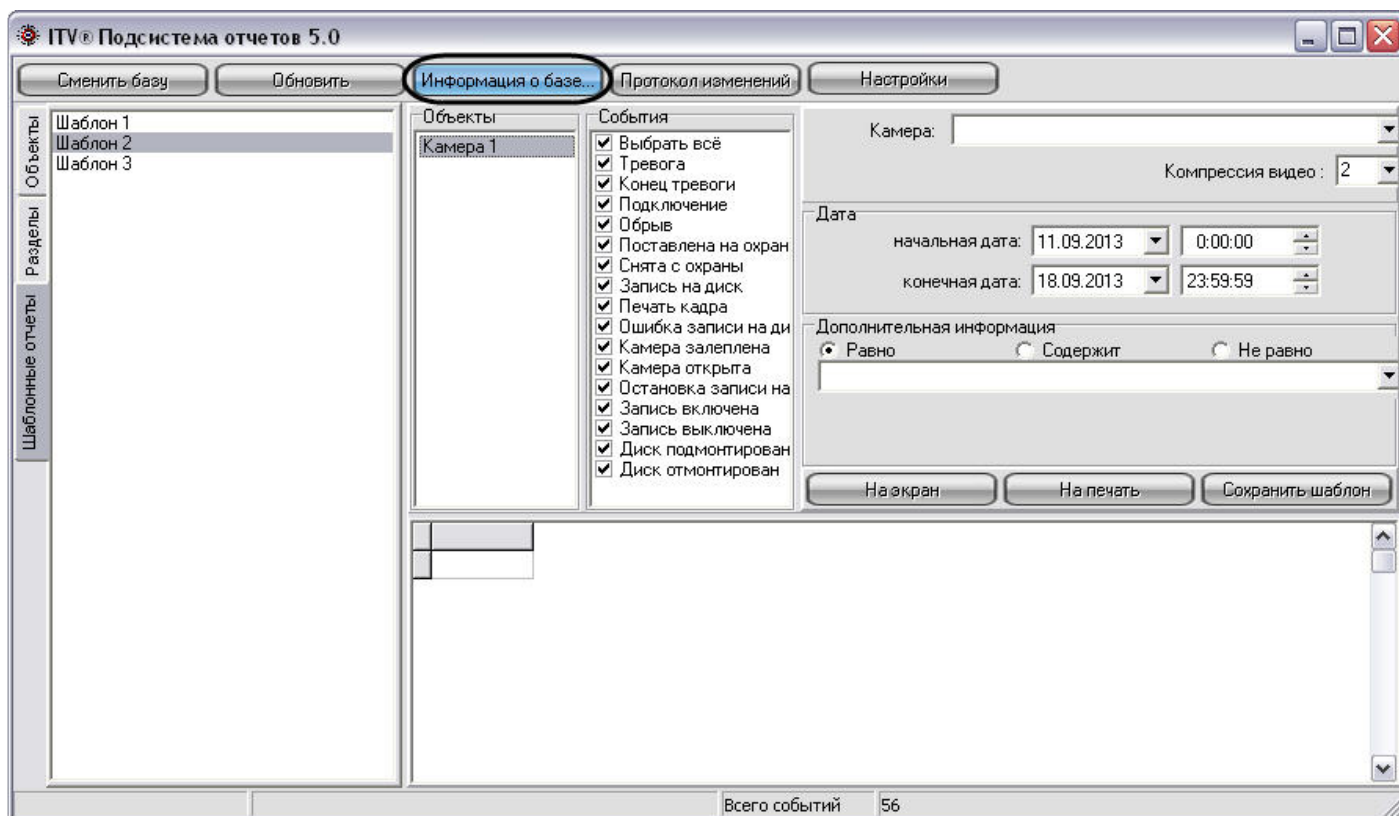 ITV® Подсистема отчетов 5.0
Сменить базу
Обновить
Информация о базе...
Протокол изменений
Настройки
Объекты
Разделы
Шаблонные отчеты
Шаблон 1
Шаблон 2
Шаблон 3
Объекты
Камера 1
События
Выбрать всё
Тревога
Конец тревоги
Подключение
Обрыв
Поставлена на охран
Снята с охраны
Запись на диск
Печать кадра
Ошибка записи на ди
Камера залеплена
Камера открыта
Остановка записи на
Запись включена
Запись выключена
Диск подмонтирован
Диск отмонтирован
Камера:
Компрессия видео : 2
Дата
начальная дата: 11.09.2013 0:00:00
конечная дата: 18.09.2013 23:59:59
Дополнительная информация
Равно Содержит Не равно
На экран
На печать
Сохранить шаблон
Всего событий 56